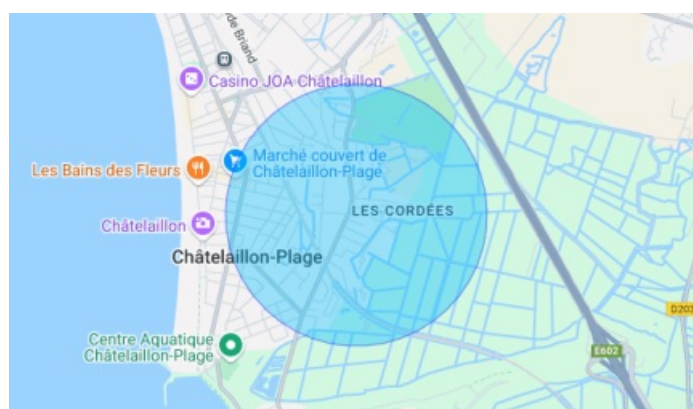 de Briand
Casino JOA Châtelaillon
Marché couvert de
Châtelaillon-Plage
Les Bains des Fleurs
LES CORDÉES
Châtelaillon
Châtelaillon-Plage
Centre Aquatique
Châtelaillon-Plage
E602